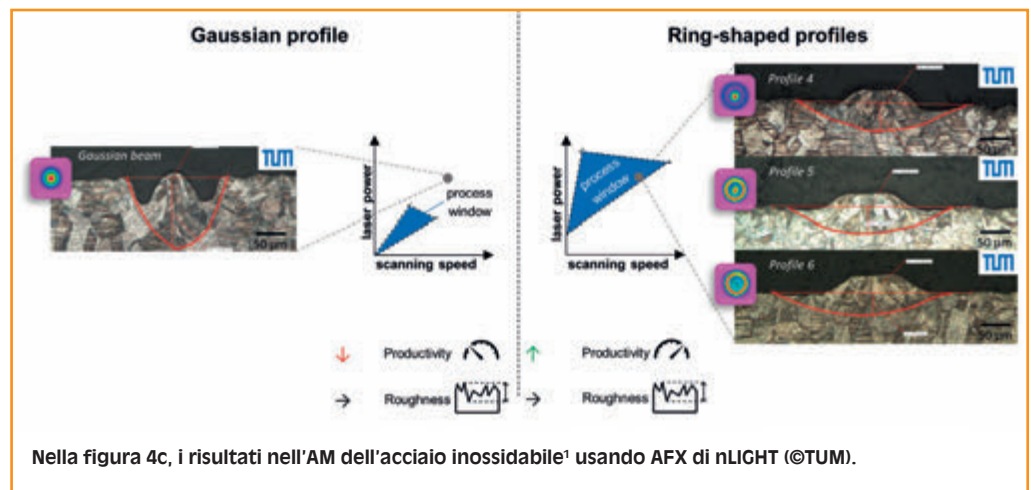 Gaussian profile
Ring-shaped profiles
Gaussian beam
TUM
50 µm
laser power
process
window
scanning speed
laser power
process
window
scanning speed
Profile 4
TUM
50 µm
Profile 5
TUM
50 µm
Profile 6
TUM
50 µm
↓ Productivity
→ Roughness
↑ Productivity
→ Roughness
Nella figura 4c, i risultati nell'AM dell'acciaio inossidabile¹ usando AFX di nLIGHT (©TUM).